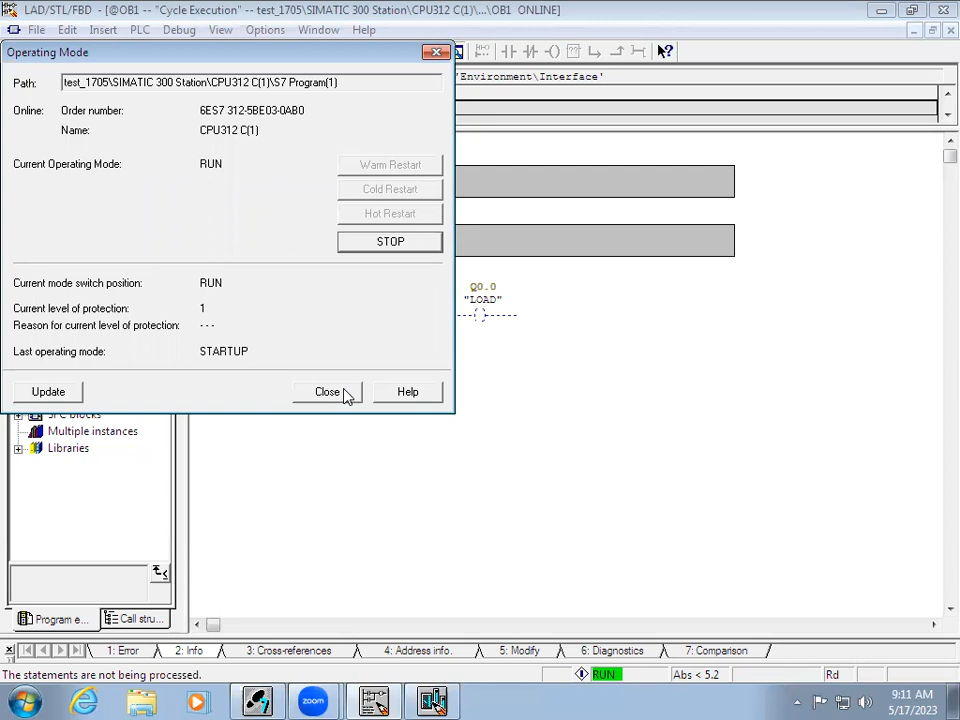 LAD/STL/FBD - [@OB1 -- "Cycle Execution" -- test_1705\SIMATIC 300 Station\CPU312 C(1)\...\OB1 ONLINE]
File Edit Insert PLC Debug View Options Window Help
Operating Mode
'Environment\Interface'
Path: test_1705\SIMATIC 300 Station\CPU312 C(1)\S7 Program(1)
Online: Order number: 6ES7 312-5BE03-0AB0
Name: CPU312 C(1)
Current Operating Mode: RUN
Warm Restart
Cold Restart
Hot Restart
STOP
Current mode switch position: RUN
Q0.0
"LOAD"
Current level of protection: 1
Reason for current level of protection: ---
Last operating mode: STARTUP
Update Close Help
SFC blocks
Multiple instances
Libraries
Program e... Call stru...
1: Error 2: Info 3: Cross-references 4: Address info. 5: Modify 6: Diagnostics 7: Comparison
The statements are not being processed. RUN Abs < 5.2 Rd
zoom
9:11 AM
5/17/2023